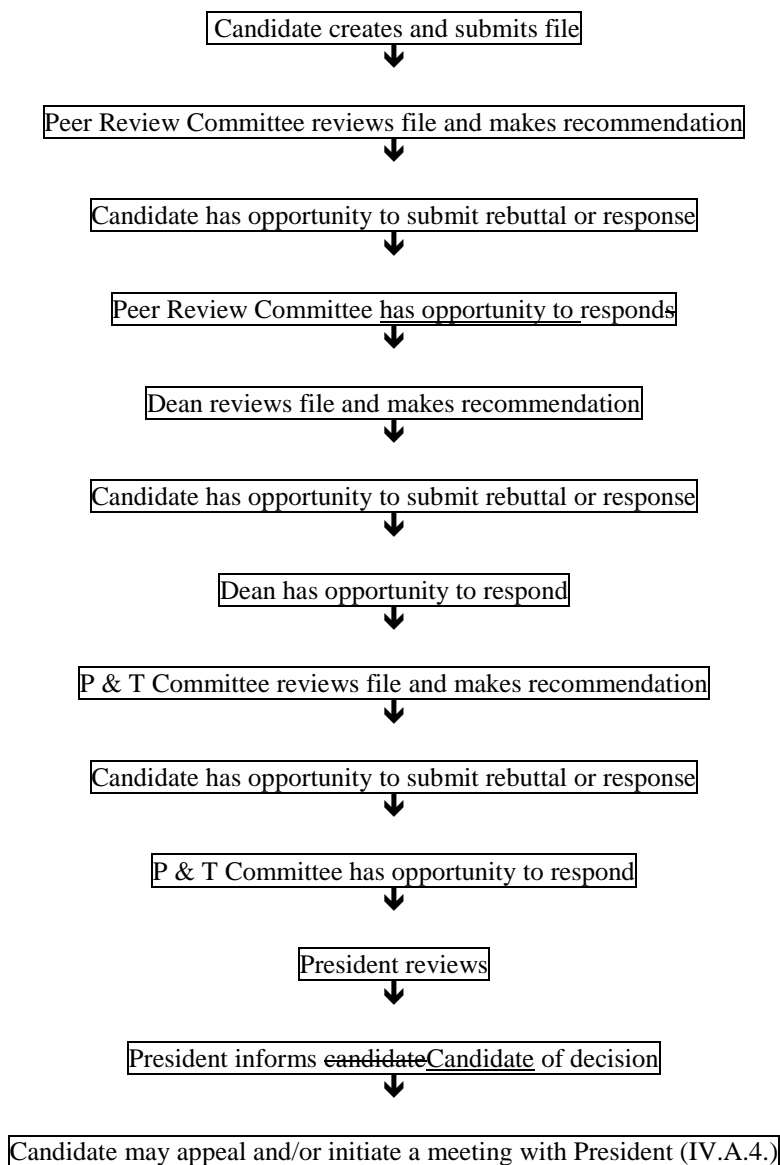 Candidate creates and submits file
Peer Review Committee reviews file and makes recommendation
Candidate has opportunity to submit rebuttal or response
Peer Review Committee has opportunity to responds
Dean reviews file and makes recommendation
Candidate has opportunity to submit rebuttal or response
Dean has opportunity to respond
P & T Committee reviews file and makes recommendation
Candidate has opportunity to submit rebuttal or response
P & T Committee has opportunity to respond
President reviews
President informs candidateCandidate of decision
Candidate may appeal and/or initiate a meeting with President (IV.A.4.)